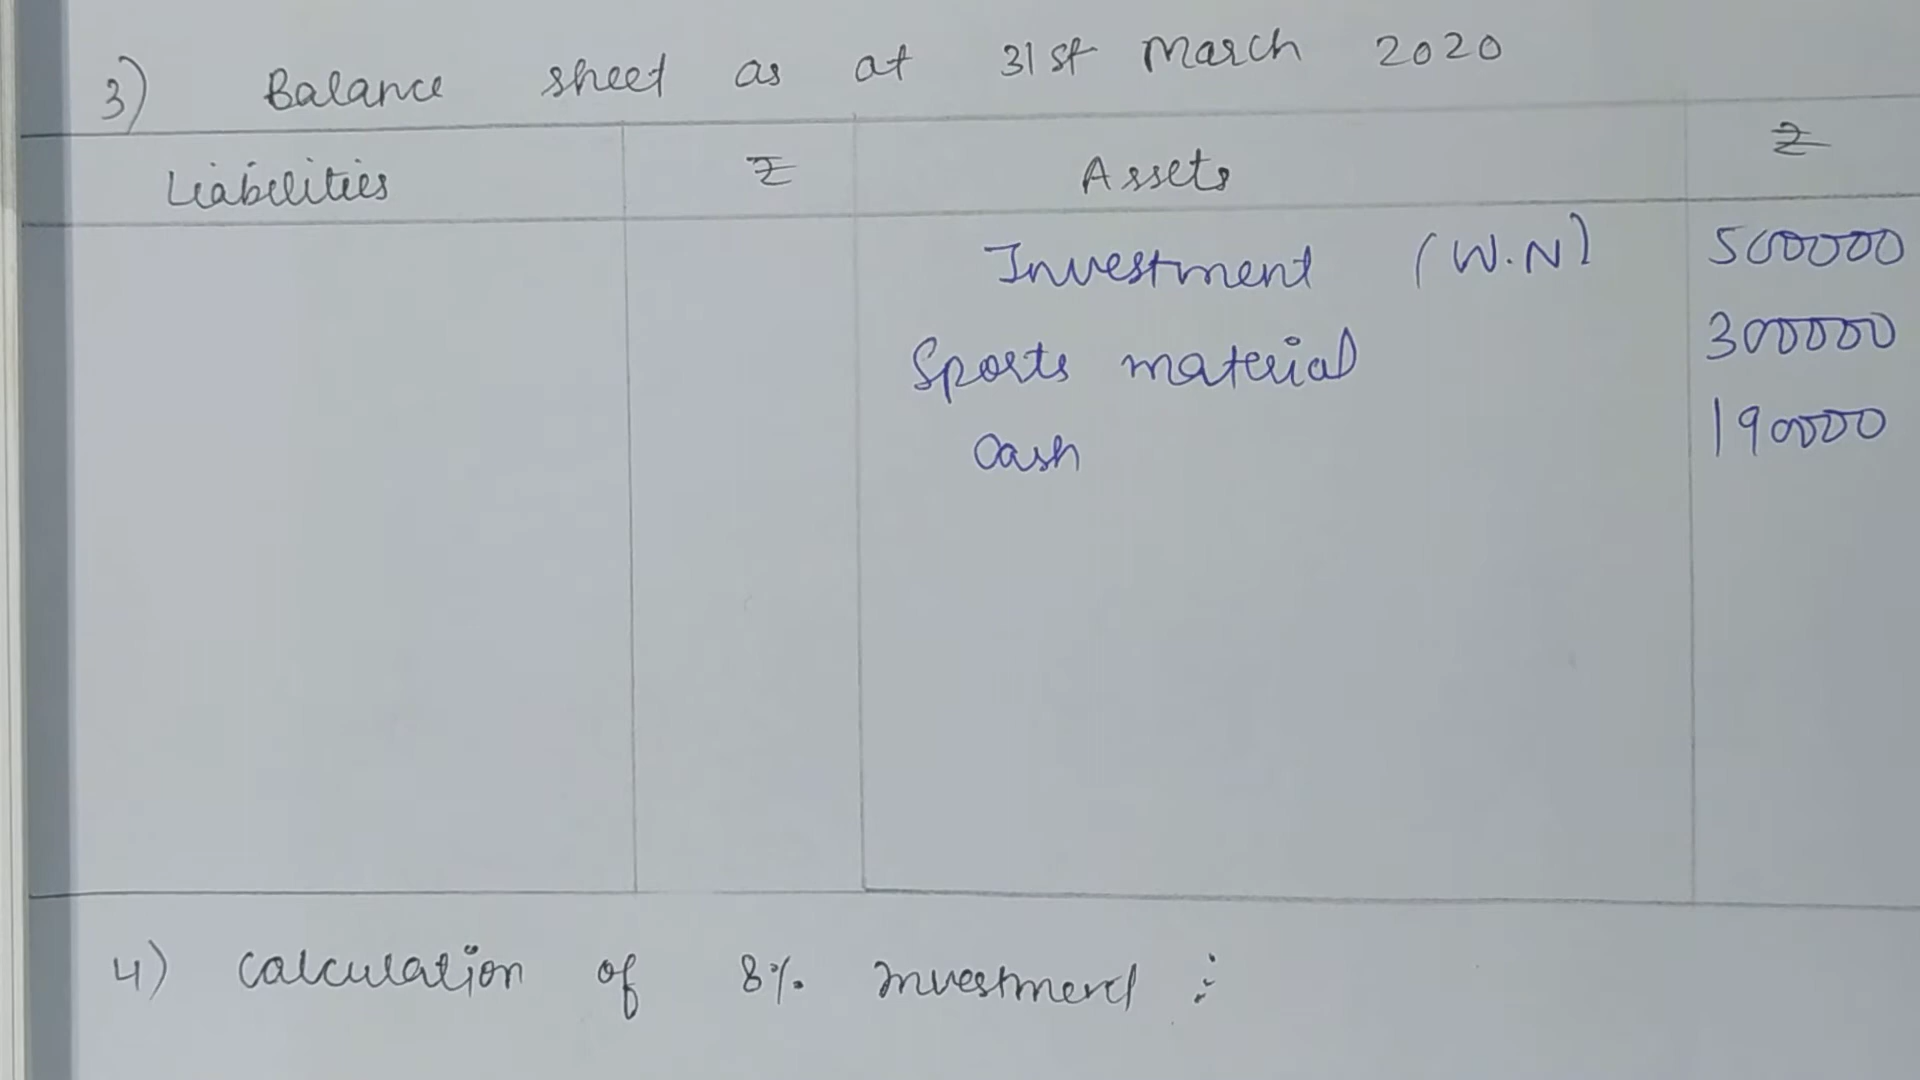 3) Balance sheet as at 31st March 2020
Liabilities ₹ Assets ₹
Investment (W.N) 500000
Sports material 300000
Cash 190000
4) Calculation of 8% Investment :-